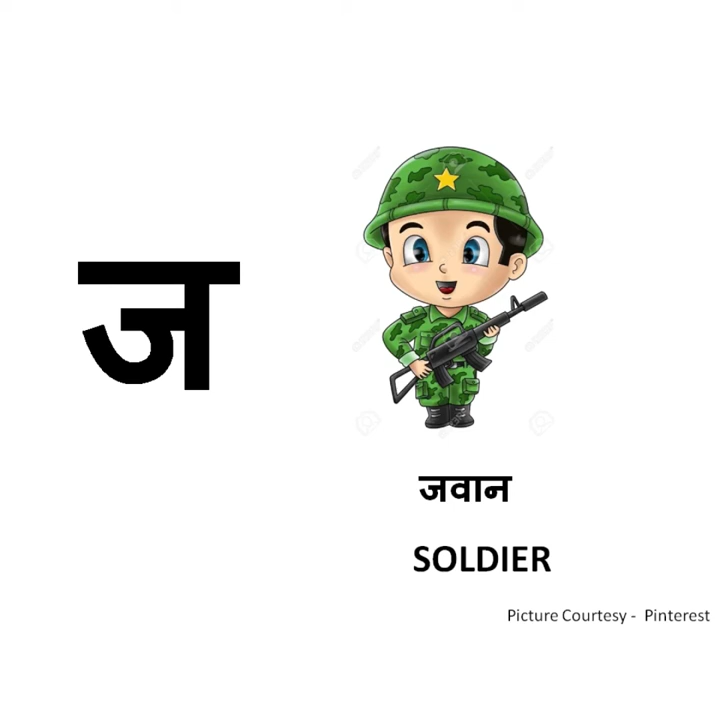 ज
जवान
SOLDIER
Picture Courtesy - Pinterest